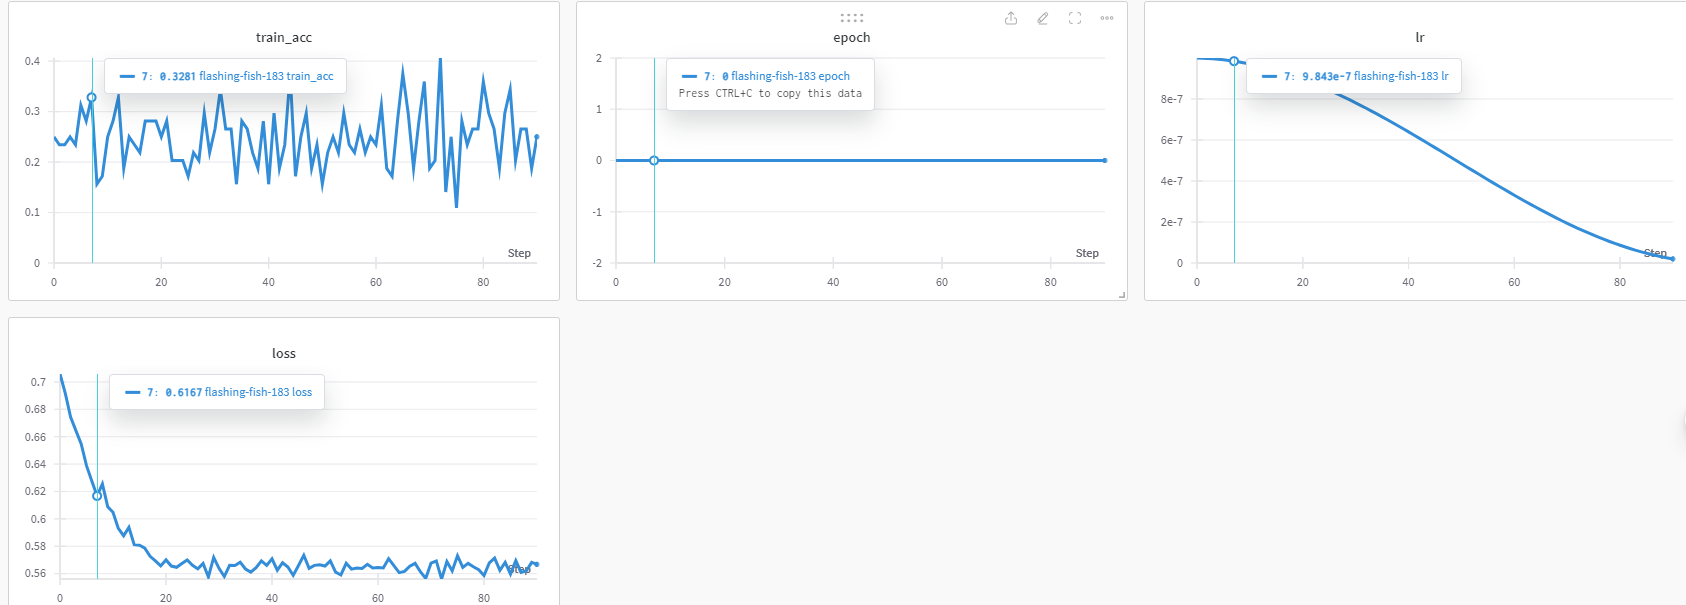 train_acc
0.4
0.3
0.2
0.1
0
7: 0.3281 flashing-fish-183 train_acc
Step
0 20 40 60 80
epoch
2
1
0
-1
-2
7: 0 flashing-fish-183 epoch
Press CTRL+C to copy this data
Step
0 20 40 60 80
lr
8e-7
6e-7
4e-7
2e-7
0
7: 9.843e-7 flashing-fish-183 lr
Step
0 20 40 60 80
loss
0.7
0.68
0.66
0.64
0.62
0.6
0.58
0.56
7: 0.6167 flashing-fish-183 loss
Step
0 20 40 60 80